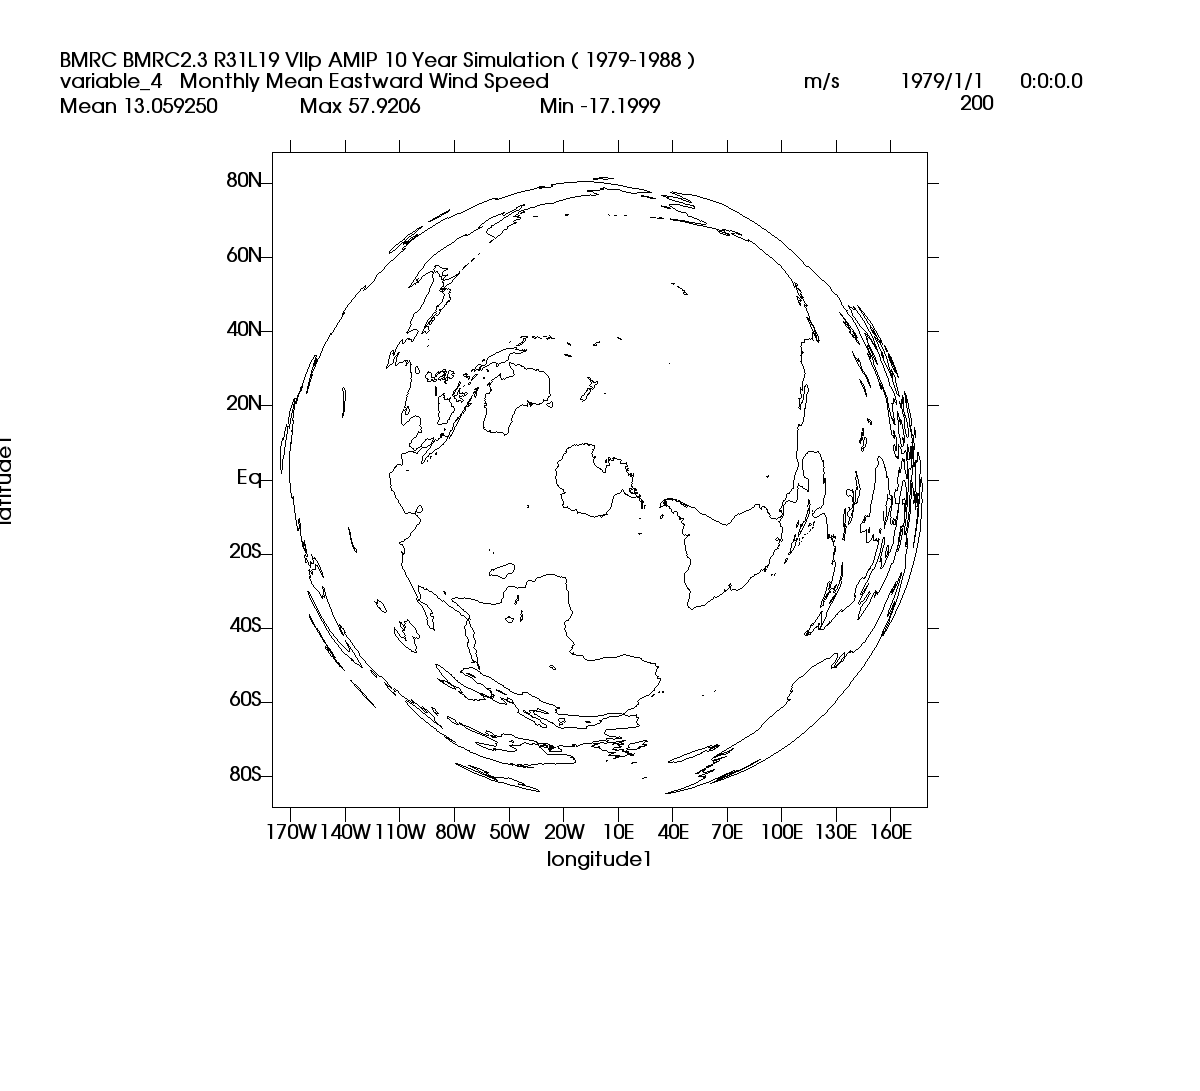 BMRC BMRC2.3 R31L19 VIIp AMIP 10 Year Simulation ( 1979-1988 )
variable_4 Monthly Mean Eastward Wind Speed m/s 1979/1/1 0:0:0.0
Mean 13.059250 Max 57.9206 Min -17.1999 200
80N
60N
40N
20N
Eq
20S
40S
60S
80S
latitude1
170W 140W 110W 80W 50W 20W 10E 40E 70E 100E 130E 160E
longitude1